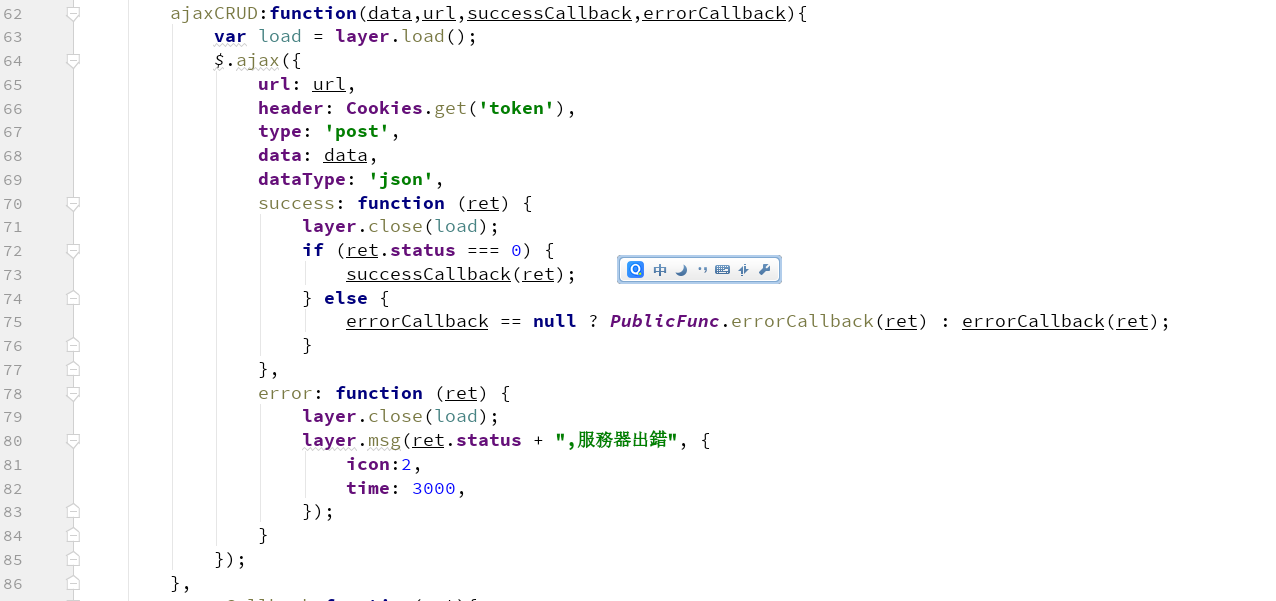 62 ajaxCRUD:function(data,url,successCallback,errorCallback){
63 var load = layer.load();
64 $.ajax({
65 url: url,
66 header: Cookies.get('token'),
67 type: 'post',
68 data: data,
69 dataType: 'json',
70 success: function (ret) {
71 layer.close(load);
72 if (ret.status === 0) {
73 successCallback(ret);
中
74 } else {
75 errorCallback == null ? PublicFunc.errorCallback(ret) : errorCallback(ret);
76 }
77 },
78 error: function (ret) {
79 layer.close(load);
80 layer.msg(ret.status + ",服務器出錯", {
81 icon:2,
82 time: 3000,
83 });
84 }
85 });
86 },